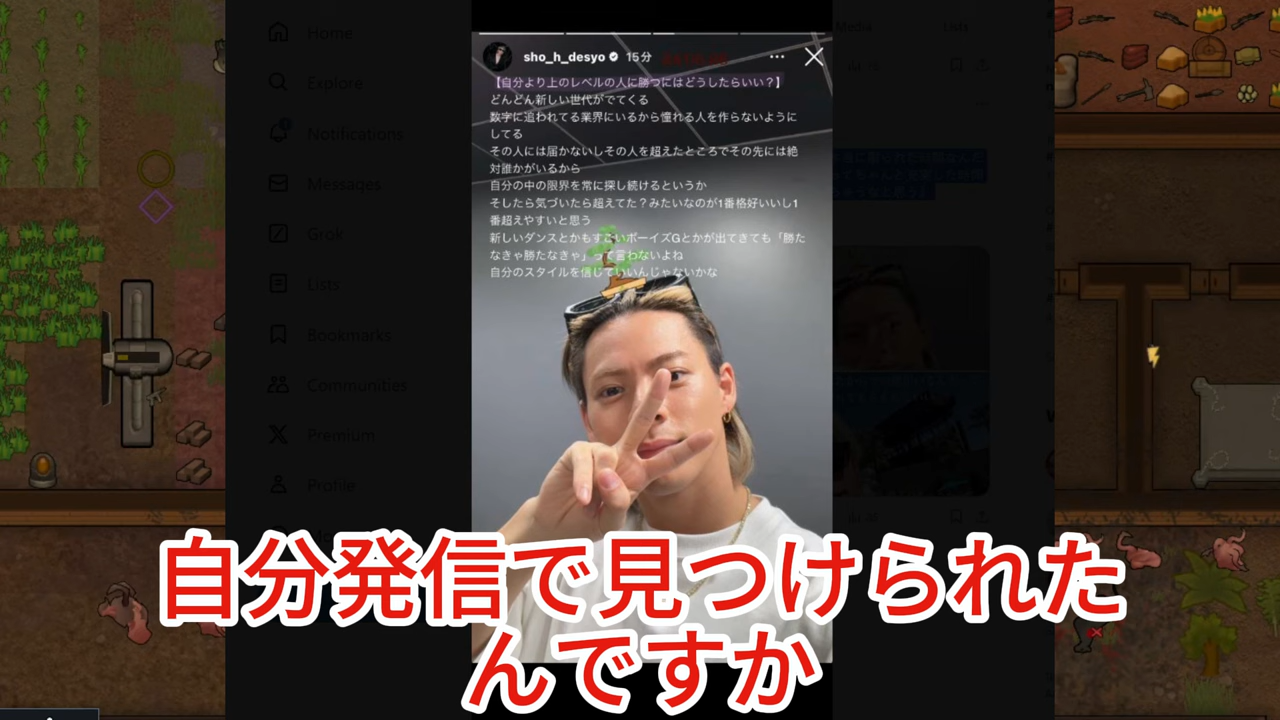 Home
Explore
Notifications
Messages
Grok
Lists
Bookmarks
Communities
Premium
Profile
Media
Lists
sho_h_desyo 15分
【自分より上のレベルの人に勝つにはどうしたらいい？】
どんどん新しい世代がでてくる
数字に追われてる業界にいるから憧れる人を作らないように
してる
その人には届かないしその人を超えたところでその先には絶
対誰かがいるから
自分の中の限界を常に探し続けるというか
そしたら気づいたら超えてた？みたいなのが1番格好いいし1
番超えやすいと思う
新しいダンスとかもすごいボーイズGとかが出てきても「勝た
なきゃ勝たなきゃ」って言わないよね
自分のスタイルを信じていいんじゃないかな
自分発信で見つけられた
んですか